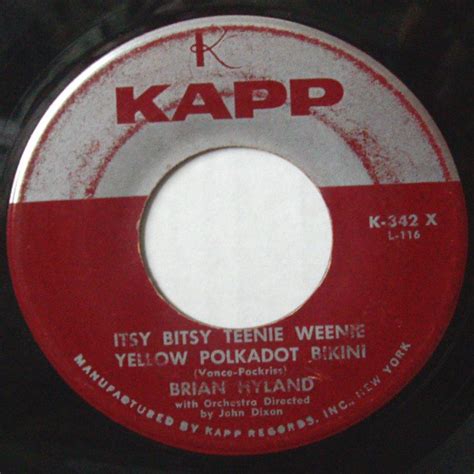 K
KAPP
K-342 X
L-116
ITSY BITSY TEENIE WEENIE
YELLOW POLKADOT BIKINI
(Vance-Pockriss)
BRIAN HYLAND
with Orchestra Directed
by John Dixon
MANUFACTURED BY KAPP RECORDS, INC., NEW YORK